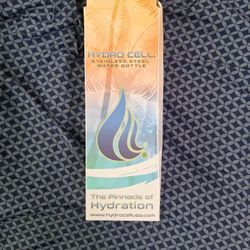 HYDRO CELL
STAINLESS STEEL
WATER BOTTLE
The Pinnacle of
Hydration
www.hydrocellusa.com